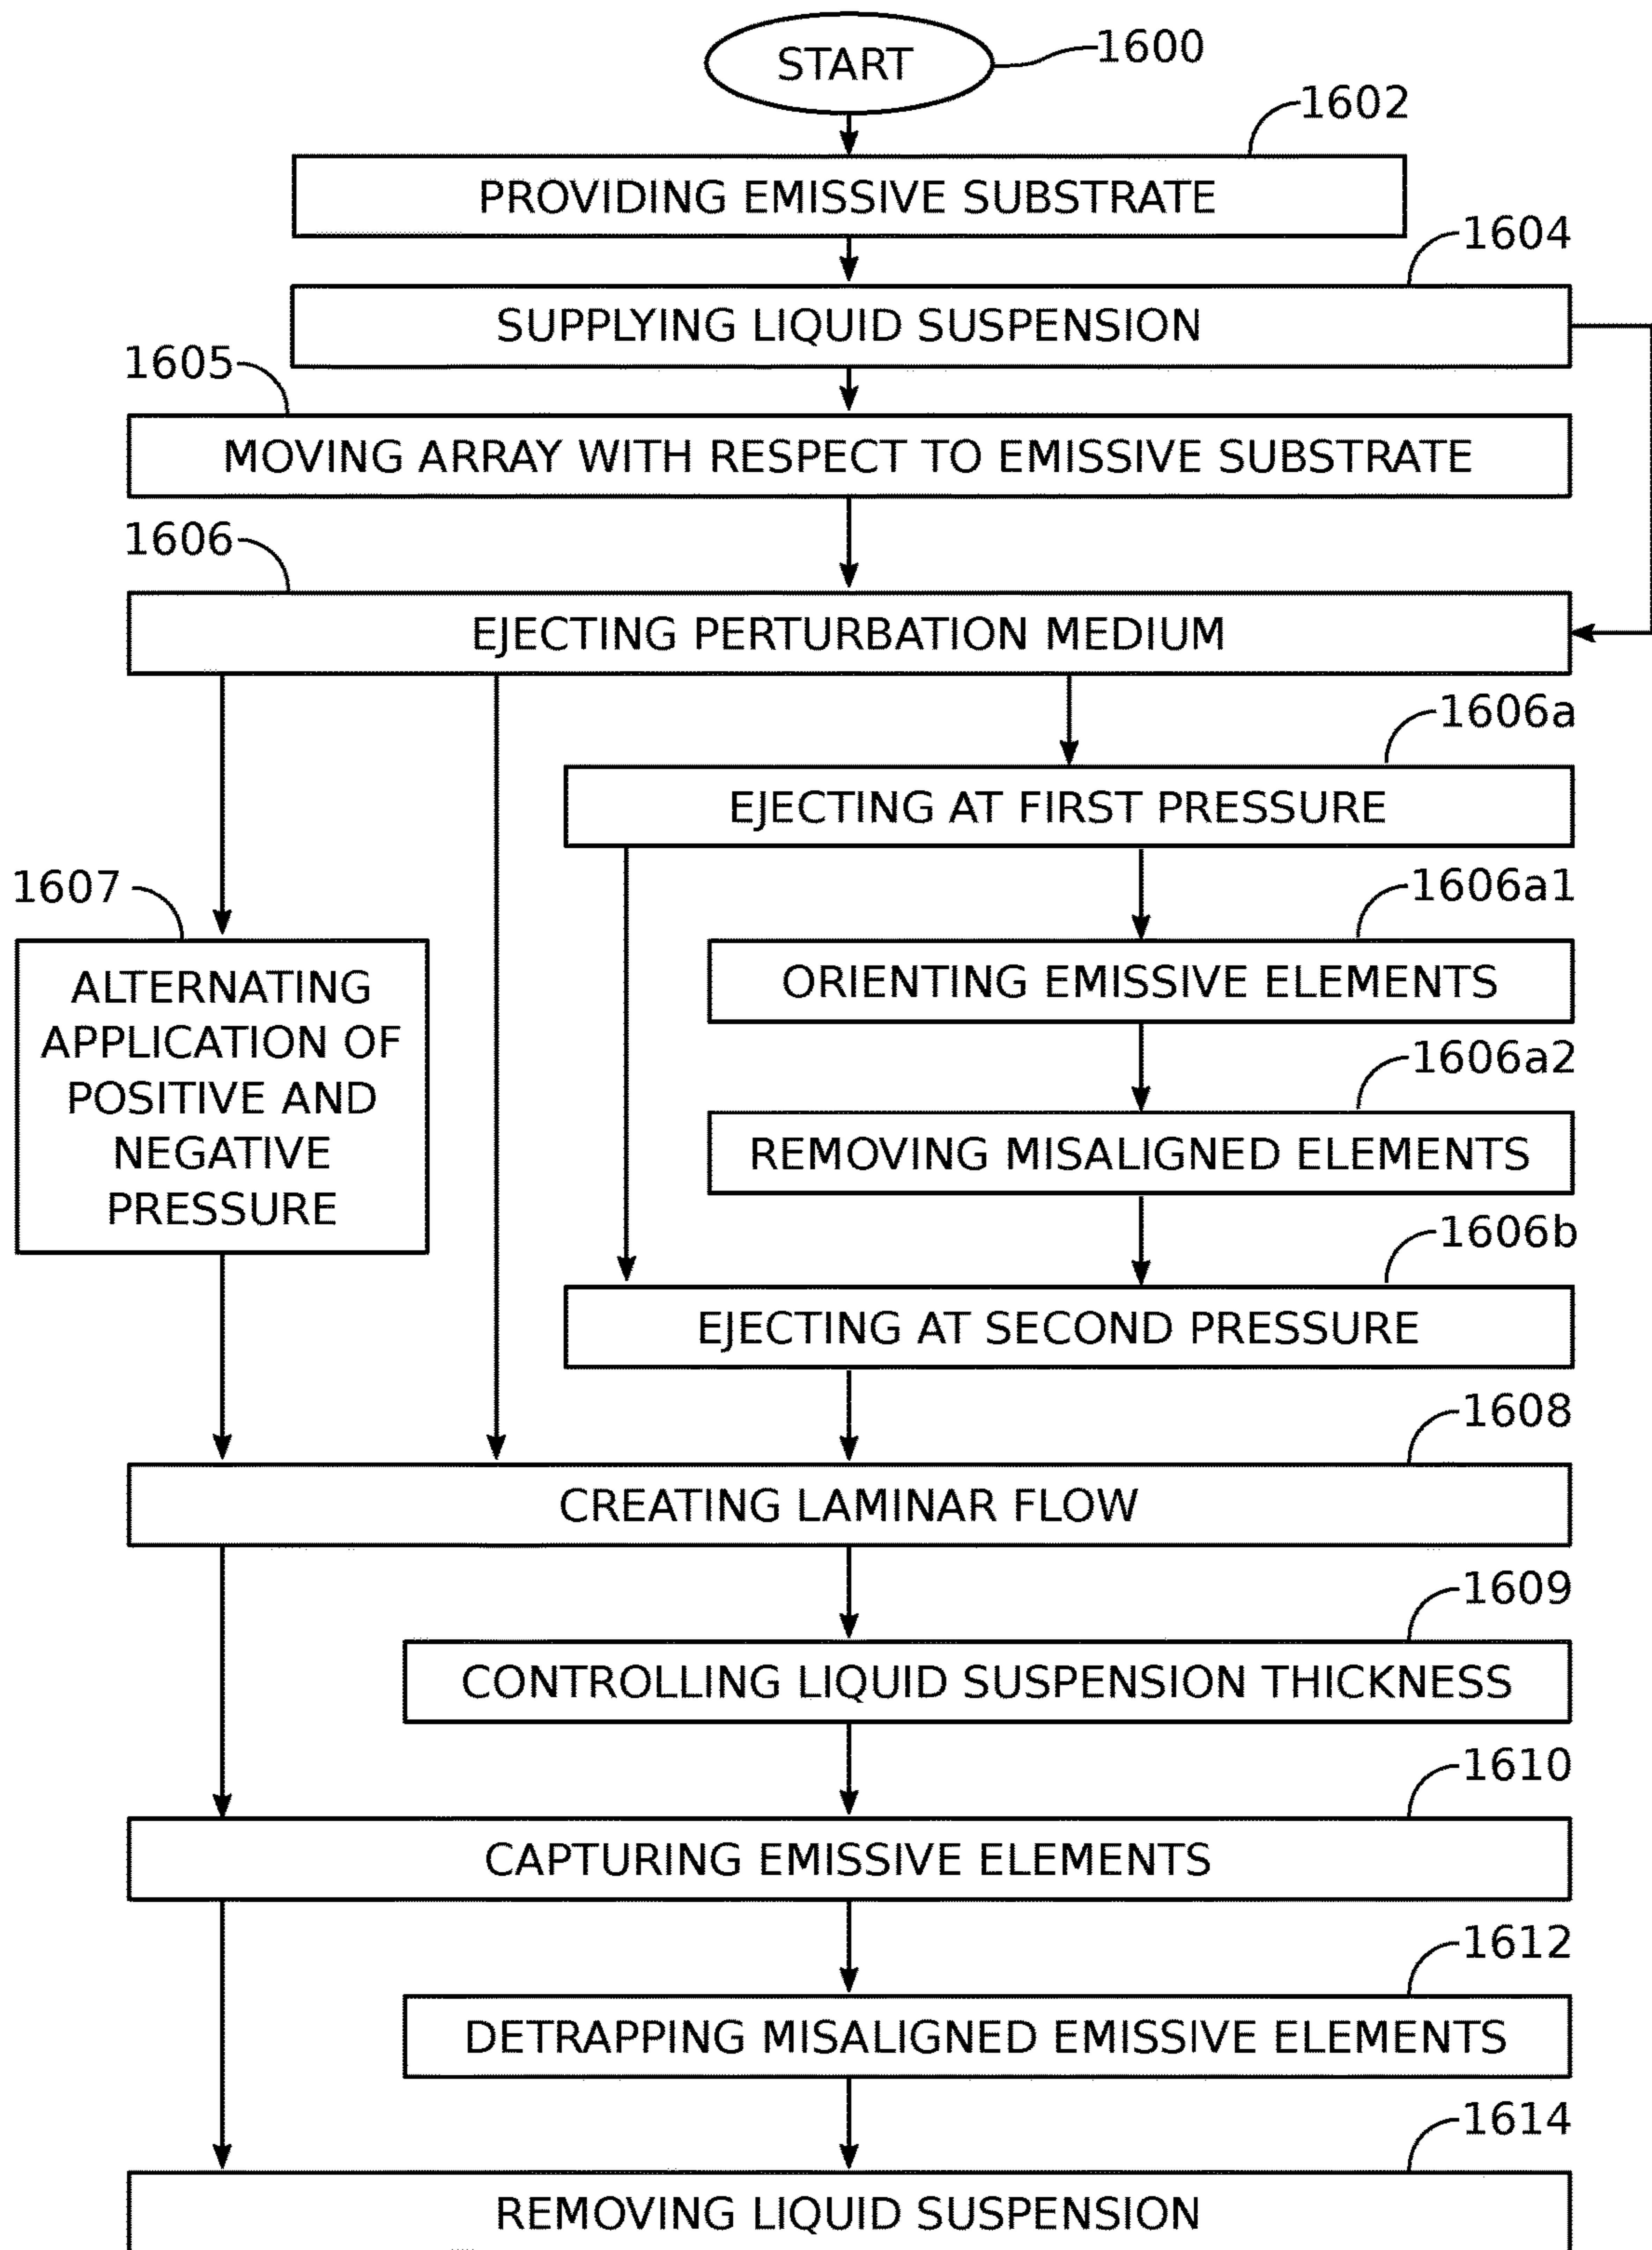 START
1600
1602
PROVIDING EMISSIVE SUBSTRATE
1604
SUPPLYING LIQUID SUSPENSION
1605
MOVING ARRAY WITH RESPECT TO EMISSIVE SUBSTRATE
1606
EJECTING PERTURBATION MEDIUM
1606a
EJECTING AT FIRST PRESSURE
1607
ALTERNATING
APPLICATION OF
POSITIVE AND
NEGATIVE
PRESSURE
1606a1
ORIENTING EMISSIVE ELEMENTS
1606a2
REMOVING MISALIGNED ELEMENTS
1606b
EJECTING AT SECOND PRESSURE
1608
CREATING LAMINAR FLOW
1609
CONTROLLING LIQUID SUSPENSION THICKNESS
1610
CAPTURING EMISSIVE ELEMENTS
1612
DETRAPPING MISALIGNED EMISSIVE ELEMENTS
1614
REMOVING LIQUID SUSPENSION